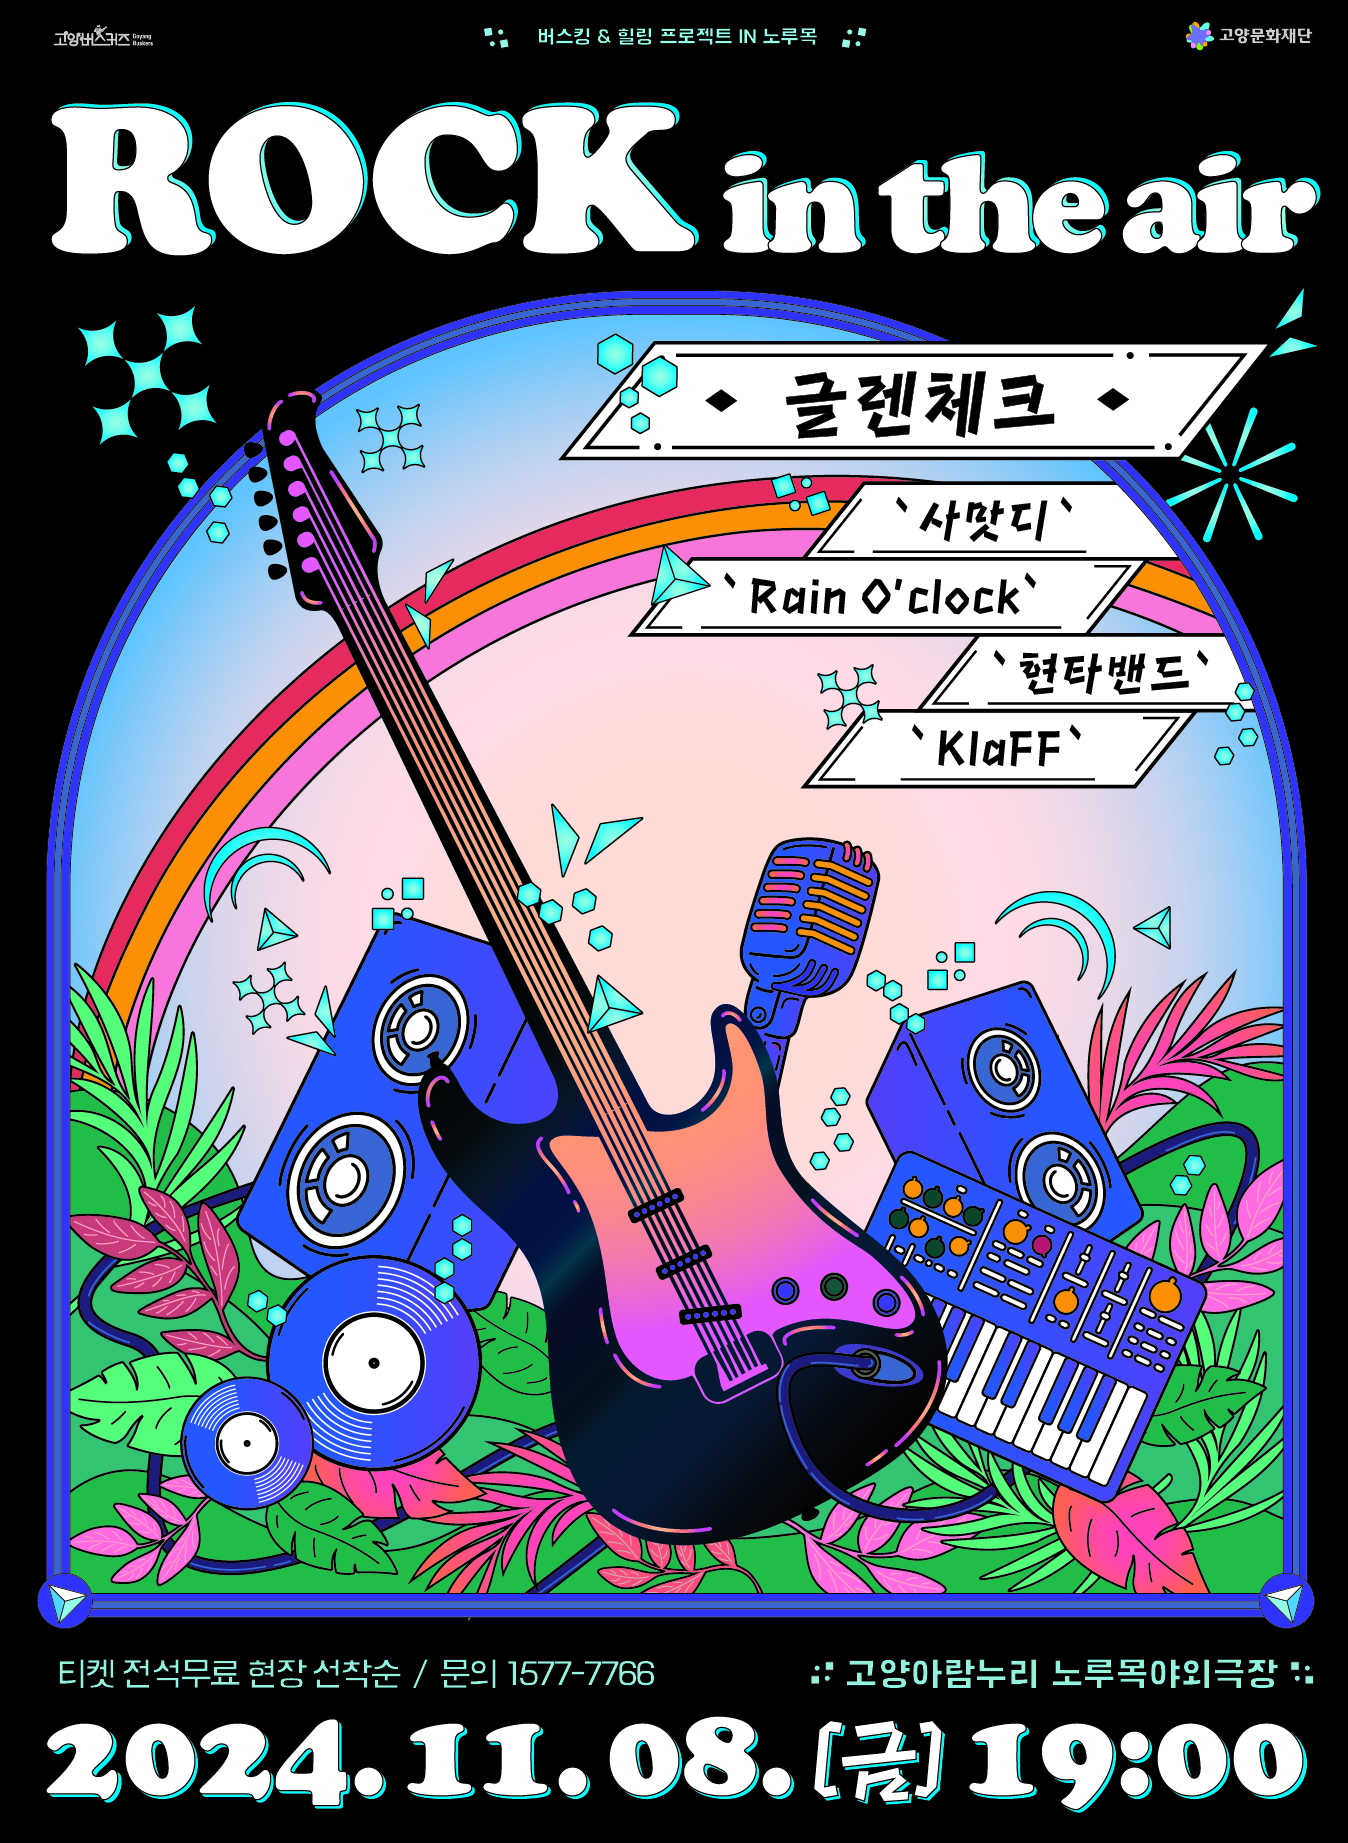 고양버스커즈 Goyang Buskers
버스킹 & 힐링 프로젝트 IN 노루목
고양문화재단
ROCK in the air
글렌체크
사맛디
Rain O'clock
현타밴드
KlaFF
티켓 전석무료 현장 선착순 / 문의 1577-7766
고양아람누리 노루목야외극장
2024. 11. 08. [금] 19:00